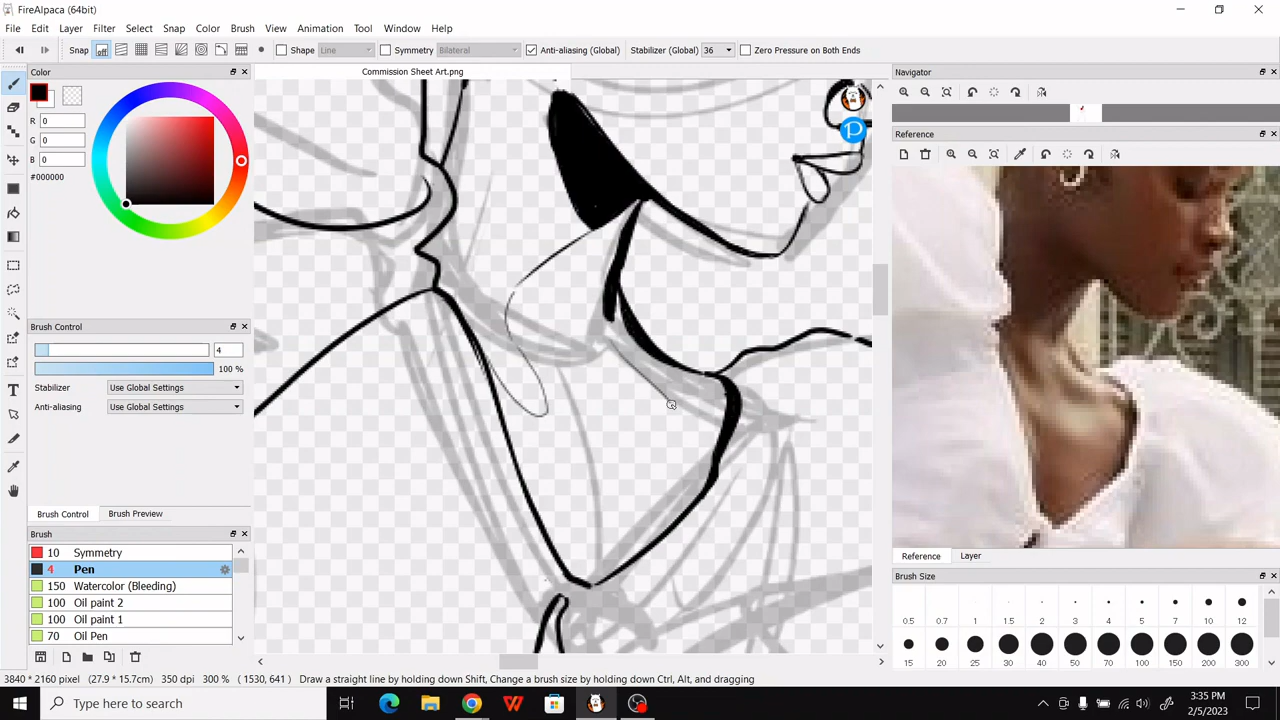 FireAlpaca (64bit)
File Edit Layer Filter Select Snap Color Brush Animation Tool Window Help
Snap off Shape Line Symmetry Bilateral Anti-aliasing (Global) Stabilizer (Global) 36 Zero Pressure on Both Ends
Color
Commission Sheet Art.png
Navigator
R 0
G 0
B 0
#000000
Reference
Brush Control
4
100 %
Stabilizer Use Global Settings
Anti-aliasing Use Global Settings
Brush Control Brush Preview
Brush
10 Symmetry
4 Pen
150 Watercolor (Bleeding)
100 Oil paint 2
100 Oil paint 1
70 Oil Pen
Reference Layer
Brush Size
0.5 0.7 1 1.5 2 3 4 5 7 10 12
15 20 25 30 40 50 70 100 150 200 300
3840 * 2160 pixel (27.9 * 15.7cm) 350 dpi 300 % ( 1530, 641 ) Draw a straight line by holding down Shift, Change a brush size by holding down Ctrl, Alt, and dragging
Type here to search
3:35 PM
2/5/2023